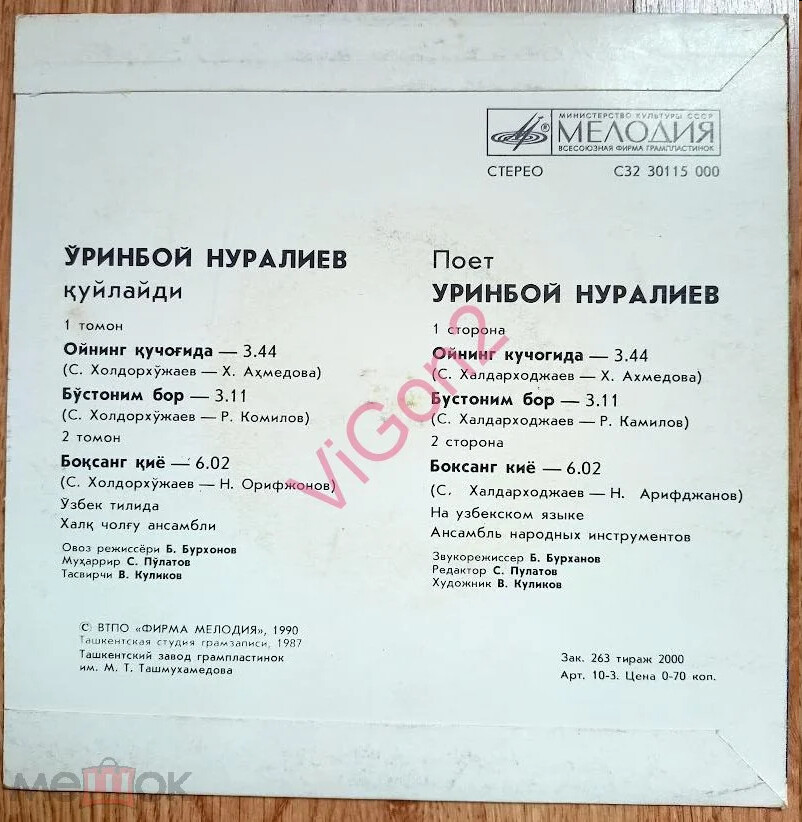 МИНИСТЕРСТВО КУЛЬТУРЫ СССР
МЕЛОДИЯ
ВСЕСОЮЗНАЯ ФИРМА ГРАМПЛАСТИНОК
СТЕРЕО С32 30115 000
ЎРИНБОЙ НУРАЛИЕВ
қуйлайди
1 томон
Ойнинг қучоғида — 3.44
(С. Холдорхўжаев — Х. Аҳмедова)
Бўстоним бор — 3.11
(С. Холдорхўжаев — Р. Комилов)
2 томон
Боқсанг қиё — 6.02
(С. Холдорхўжаев — Н. Орифжонов)
Ўзбек тилида
Халқ чолғу ансамбли
Овоз режиссёри Б. Бурхонов
Муҳаррир С. Пўлатов
Тасвирчи В. Куликов
Поет
УРИНБОЙ НУРАЛИЕВ
1 сторона
Ойнинг кучогида — 3.44
(С. Халдарходжаев — Х. Ахмедова)
Бустоним бор — 3.11
(С. Халдарходжаев — Р. Камилов)
2 сторона
Боксанг киё — 6.02
(С. Халдарходжаев — Н. Арифджанов)
На узбекском языке
Ансамбль народных инструментов
Звукорежиссер Б. Бурханов
Редактор С. Пулатов
Художник В. Куликов
© ВТПО «ФИРМА МЕЛОДИЯ», 1990
Ташкентская студия грамзаписи, 1987
Ташкентский завод грампластинок
им. М. Т. Ташмухамедова
Зак. 263 тираж 2000
Арт. 10-3. Цена 0-70 коп.
ViGon2
мешок